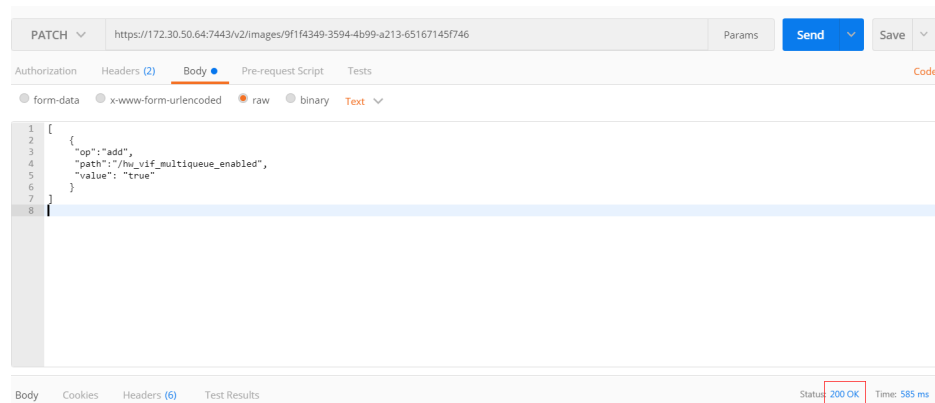 PATCH https://172.30.50.64:7443/v2/images/9f1f4349-3594-4b99-a213-65167145f746 Params Send Save
Authorization Headers (2) Body Pre-request Script Tests Code
form-data x-www-form-urlencoded raw binary Text
1 [
2 {
3 "op":"add",
4 "path":"/hw_vif_multiqueue_enabled",
5 "value": "true"
6 }
7 ]
8
Body Cookies Headers (6) Test Results Status: 200 OK Time: 585 ms